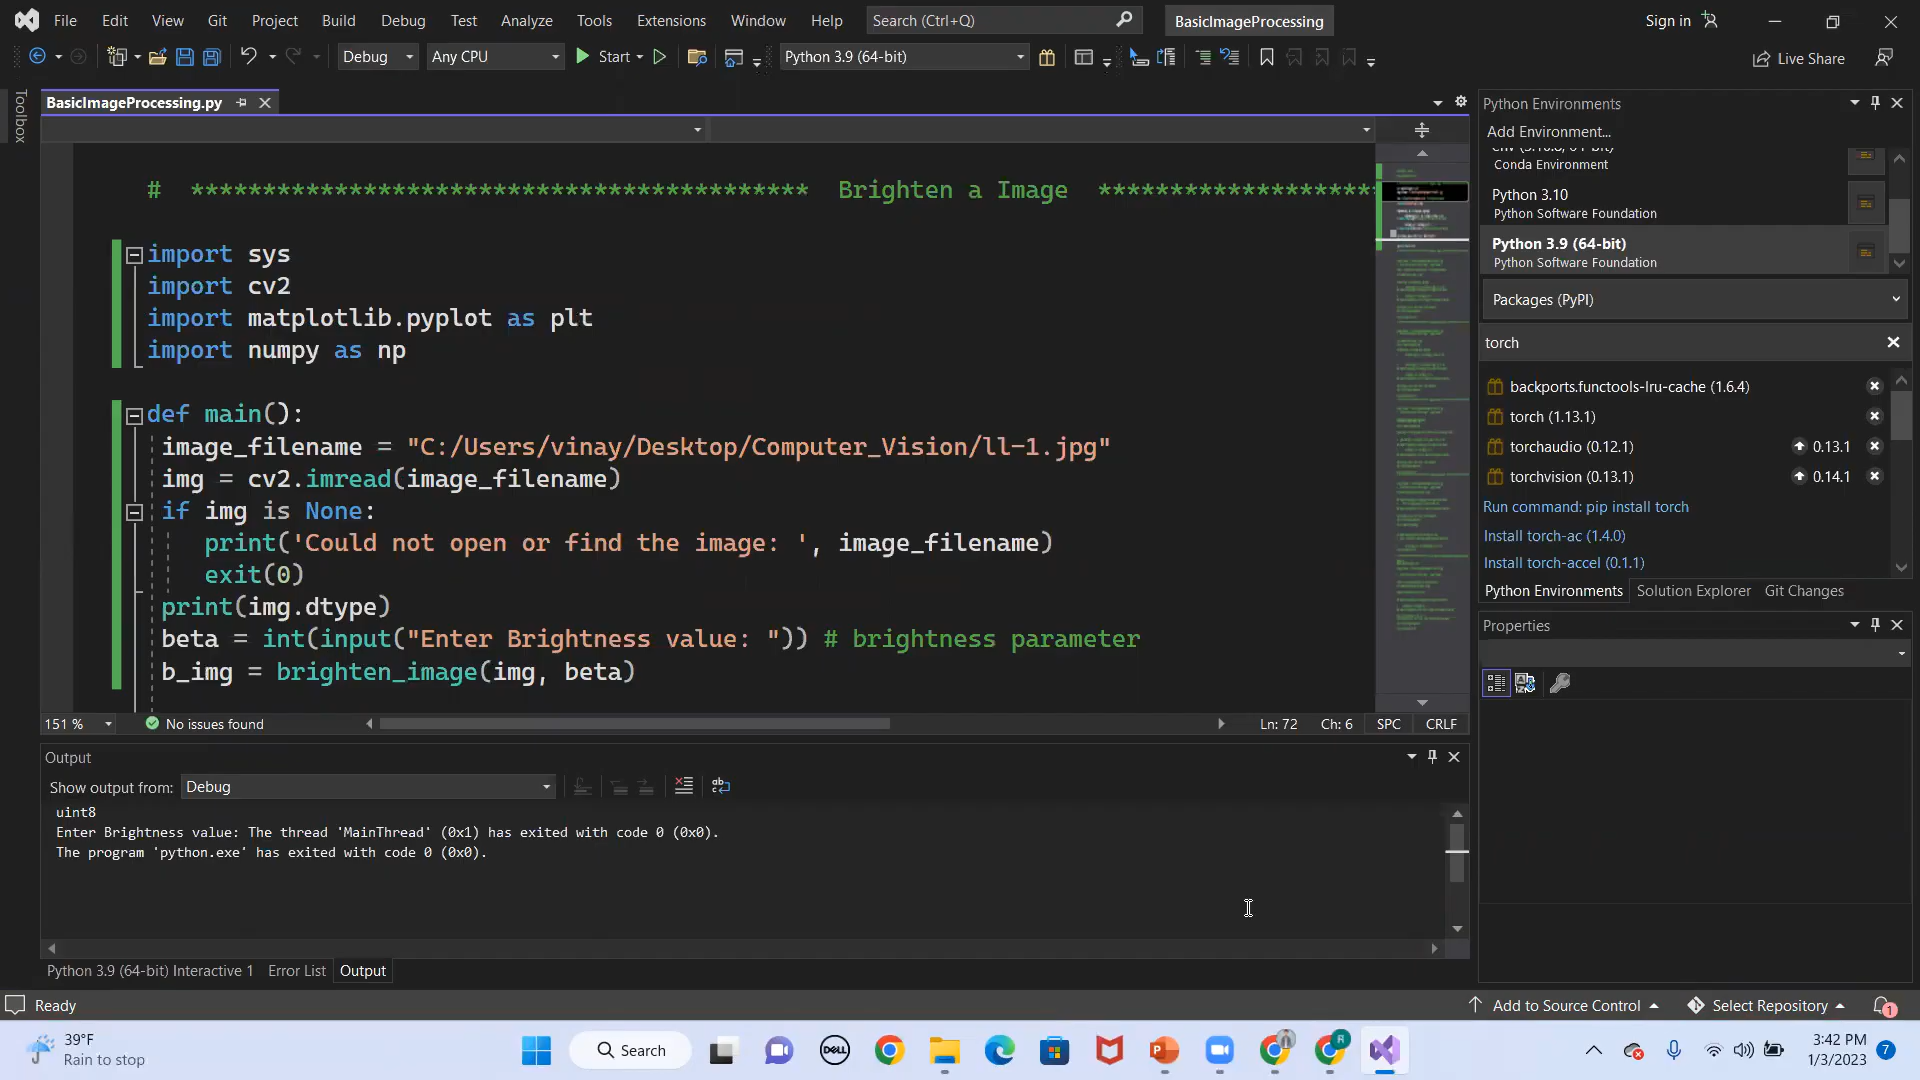 File Edit View Git Project Build Debug Test Analyze Tools Extensions Window Help Search (Ctrl+Q) BasicImageProcessing Sign in
Debug Any CPU Start Python 3.9 (64-bit) Live Share
Toolbox
BasicImageProcessing.py
# ******************************************* Brighten a Image *******************
import sys
import cv2
import matplotlib.pyplot as plt
import numpy as np
def main():
image_filename = "C:/Users/vinay/Desktop/Computer_Vision/ll-1.jpg"
img = cv2.imread(image_filename)
if img is None:
print('Could not open or find the image: ', image_filename)
exit(0)
print(img.dtype)
beta = int(input("Enter Brightness value: ")) # brightness parameter
b_img = brighten_image(img, beta)
151 % No issues found Ln: 72 Ch: 6 SPC CRLF
Output
Show output from: Debug
uint8
Enter Brightness value: The thread 'MainThread' (0x1) has exited with code 0 (0x0).
The program 'python.exe' has exited with code 0 (0x0).
Python 3.9 (64-bit) Interactive 1 Error List Output
Python Environments
Add Environment...
Conda Environment
Python 3.10
Python Software Foundation
Python 3.9 (64-bit)
Python Software Foundation
Packages (PyPI)
torch
backports.functools-lru-cache (1.6.4)
torch (1.13.1)
torchaudio (0.12.1) 0.13.1
torchvision (0.13.1) 0.14.1
Run command: pip install torch
Install torch-ac (1.4.0)
Install torch-accel (0.1.1)
Python Environments Solution Explorer Git Changes
Properties
Ready Add to Source Control Select Repository 1
39°F
Rain to stop
Search
DELL
R
3:42 PM
1/3/2023
7